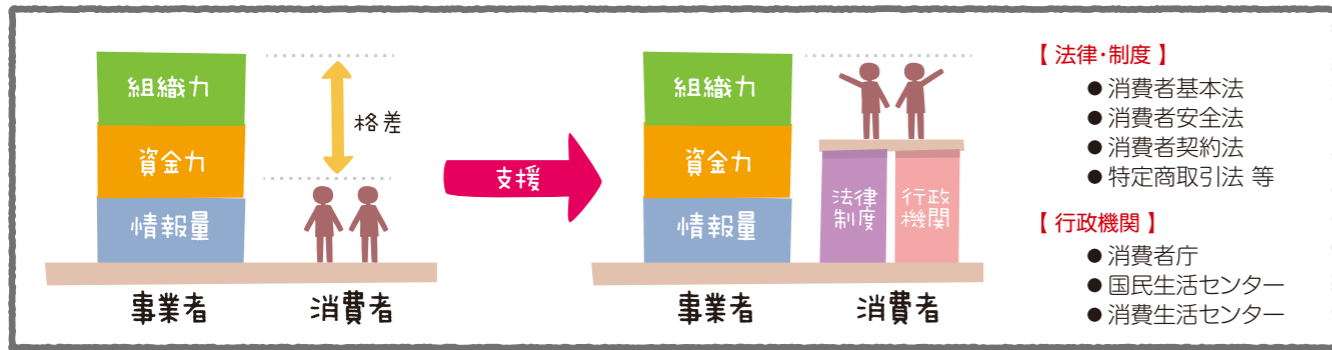 組織力
資金力
情報量
格差
事業者
消費者
支援
組織力
資金力
情報量
法律
制度
行政
機関
事業者
消費者
【 法律・制度 】
● 消費者基本法
● 消費者安全法
● 消費者契約法
● 特定商取引法 等
【 行政機関 】
● 消費者庁
● 国民生活センター
● 消費生活センター